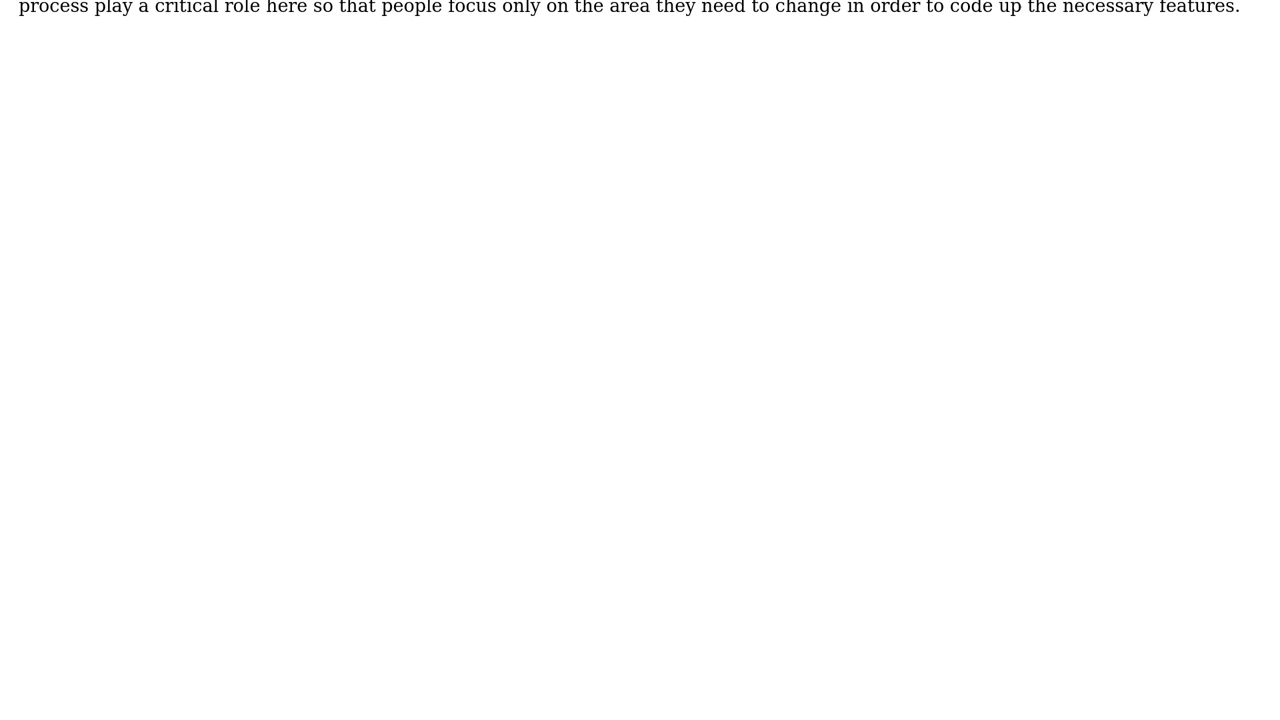 process play a critical role here so that people focus only on the area they need to change in order to code up the necessary features.